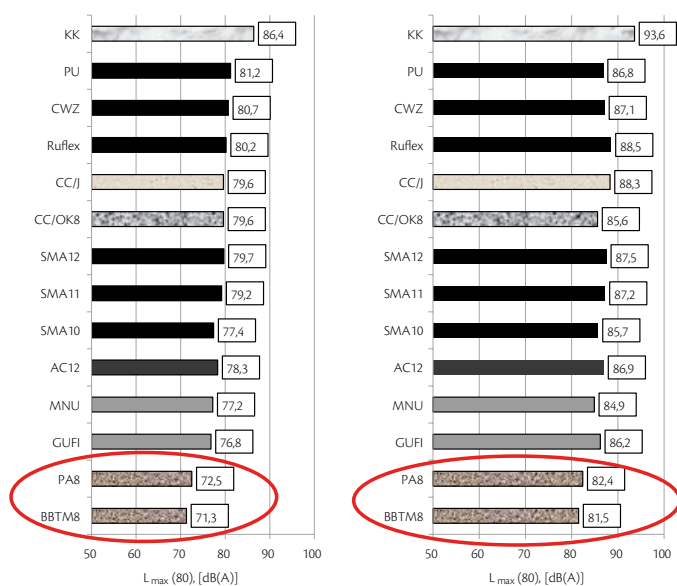 KK 86,4
PU 81,2
CWZ 80,7
Ruflex 80,2
CC/J 79,6
CC/OK8 79,6
SMA12 79,7
SMA11 79,2
SMA10 77,4
AC12 78,3
MNU 77,2
GUFI 76,8
PA8 72,5
BBTM8 71,3
50 60 70 80 90 100
L max (80), [dB(A)]
KK 93,6
PU 86,8
CWZ 87,1
Ruflex 88,5
CC/J 88,3
CC/OK8 85,6
SMA12 87,5
SMA11 87,2
SMA10 85,7
AC12 86,9
MNU 84,9
GUFI 86,2
PA8 82,4
BBTM8 81,5
50 60 70 80 90 100
L max (80), [dB(A)]